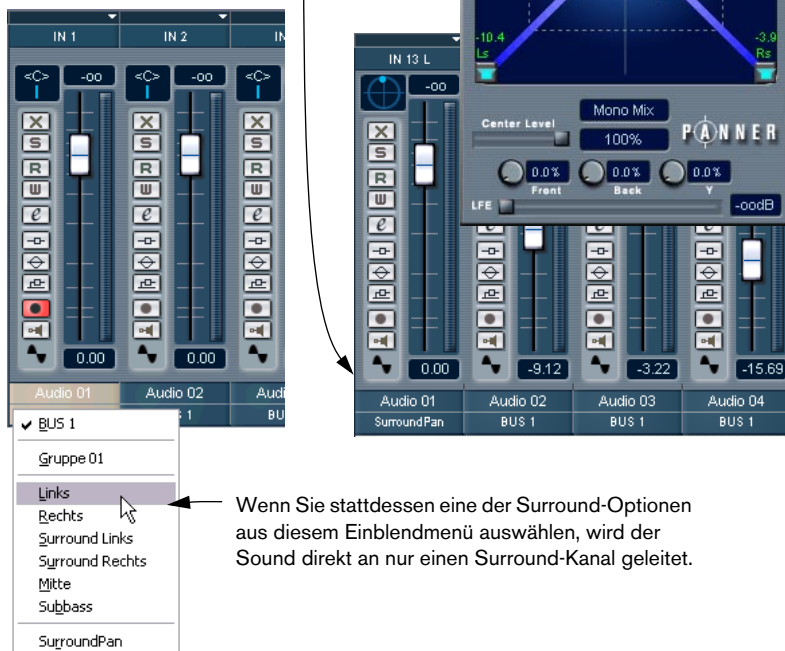 IN 1
IN 2
IN
<C>
-oo
<C>
-oo
<C>
X
S
R
W
e
X
S
R
W
e
X
S
R
W
e
0.00
0.00
Audio 01
Audio 02
Audi
1
BU
✓ BUS 1
Gruppe 01
Links
Rechts
Surround Links
Surround Rechts
Mitte
Subbass
SurroundPan
Wenn Sie stattdessen eine der Surround-Optionen
aus diesem Einblendmenü auswählen, wird der
Sound direkt an nur einen Surround-Kanal geleitet.
-10.4
Ls
-3.9
Rs
Center Level
Mono Mix
100%
PANNER
0.0%
0.0%
0.0%
Front
Back
Y
LFE
-oodB
IN 13 L
-oo
X
S
R
W
e
e
e
e
0.00
-9.12
-3.22
-15.69
Audio 01
Audio 02
Audio 03
Audio 04
SurroundPan
BUS 1
BUS 1
BUS 1